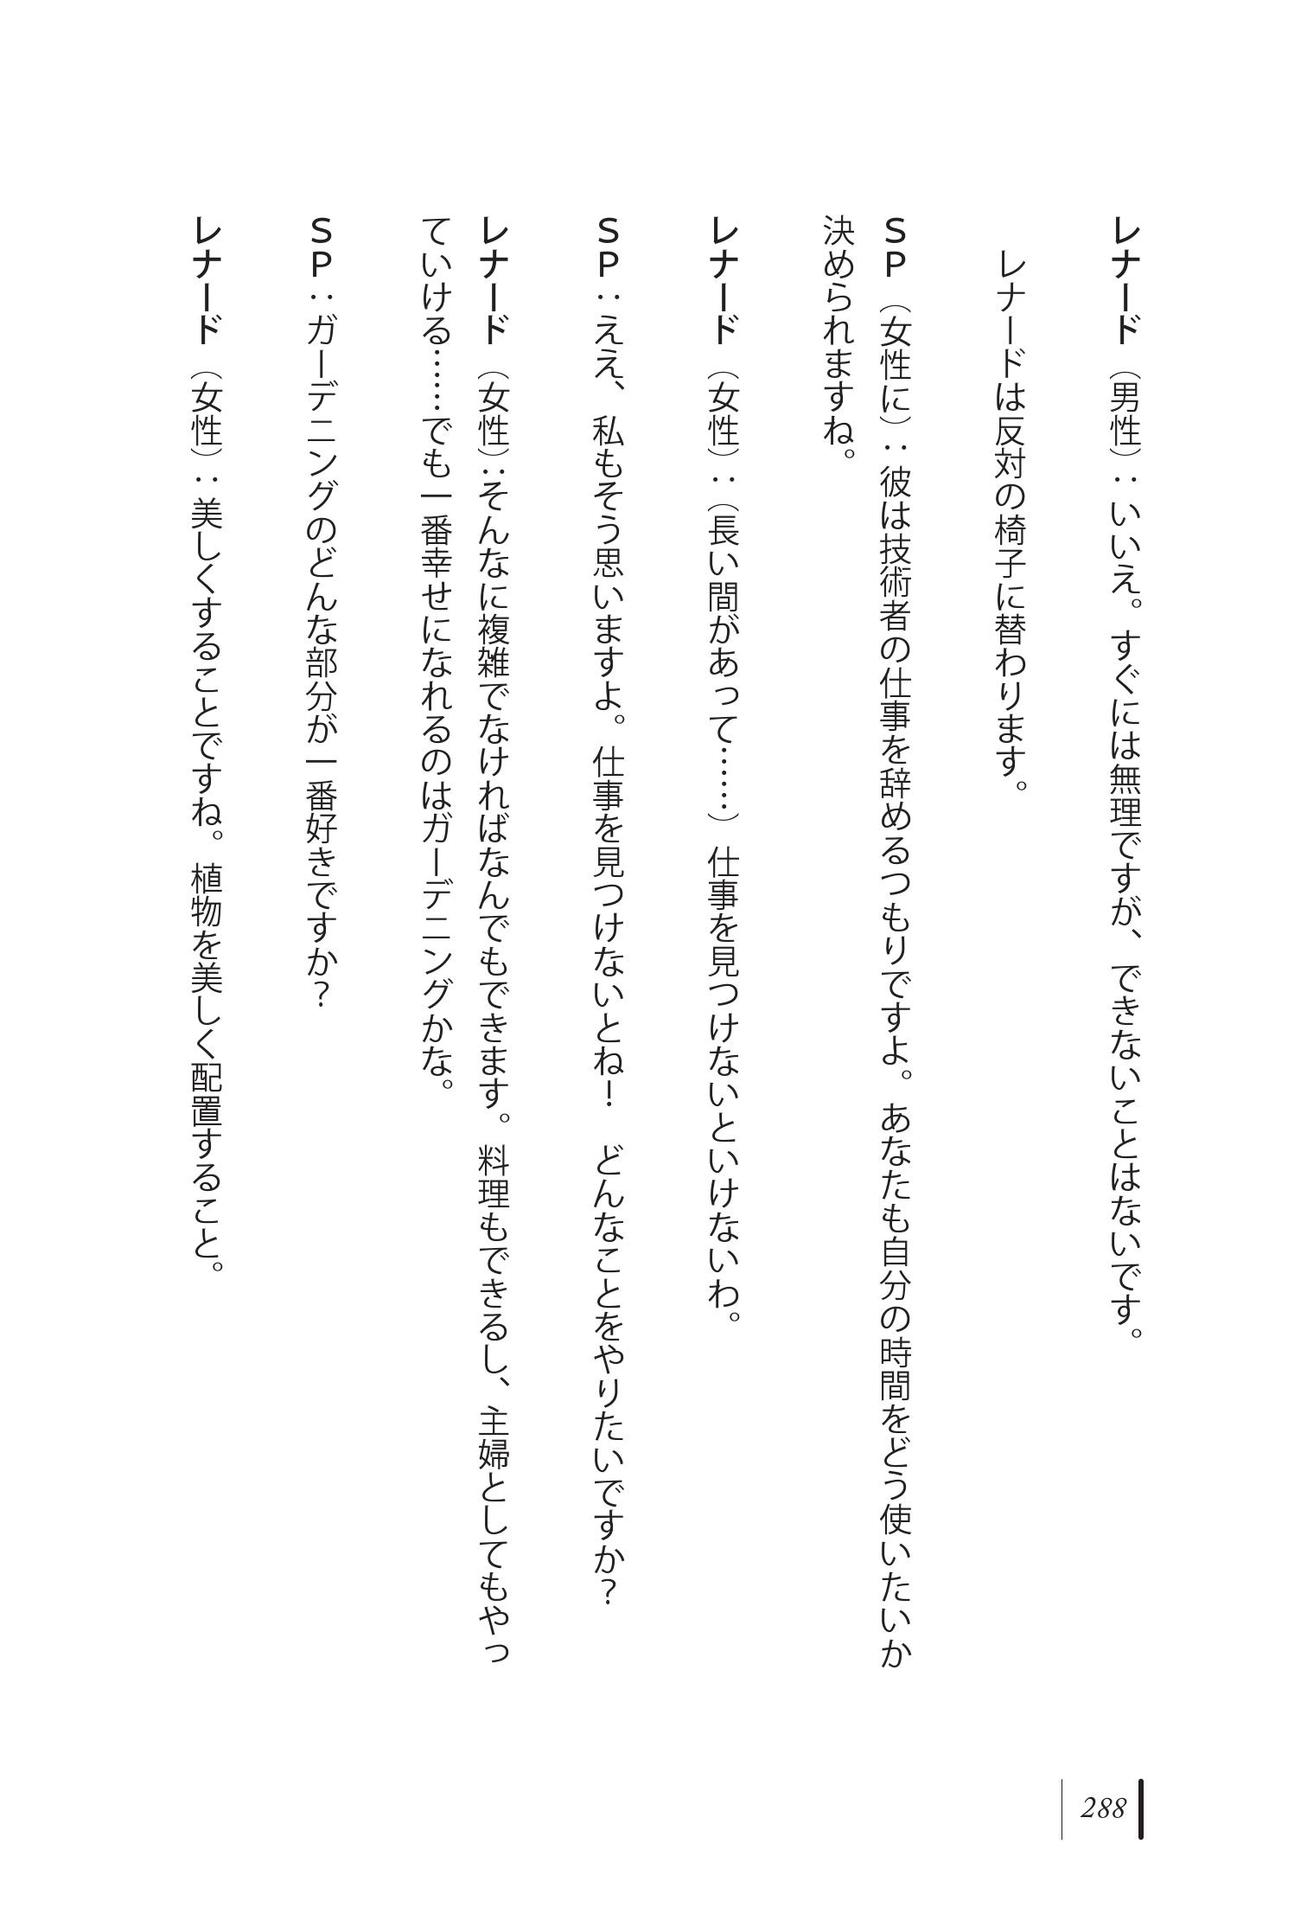 レナード（男性）：いいえ。すぐには無理ですが、できないことはないです。
レナードは反対の椅子に替わります。
ＳＰ（女性に）：彼は技術者の仕事を辞めるつもりですよ。あなたも自分の時間をどう使いたいか
決められますね。
レナード（女性）：（長い間があって……）仕事を見つけないといけないわ。
ＳＰ：ええ、私もそう思いますよ。仕事を見つけないとね！　どんなことをやりたいですか？
レナード（女性）：そんなに複雑でなければなんでもできます。料理もできるし、主婦としてもやっ
ていける……でも一番幸せになれるのはガーデニングかな。
ＳＰ：ガーデニングのどんな部分が一番好きですか？
レナード（女性）：美しくすることですね。植物を美しく配置すること。
288